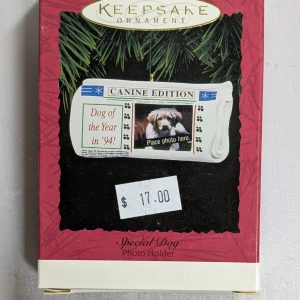 KEEPSAKE
ORNAMENT
CANINE EDITION
Dog of
the Year
in '94!
Place photo here
$ 17.00
Special Dog
Photo Holder